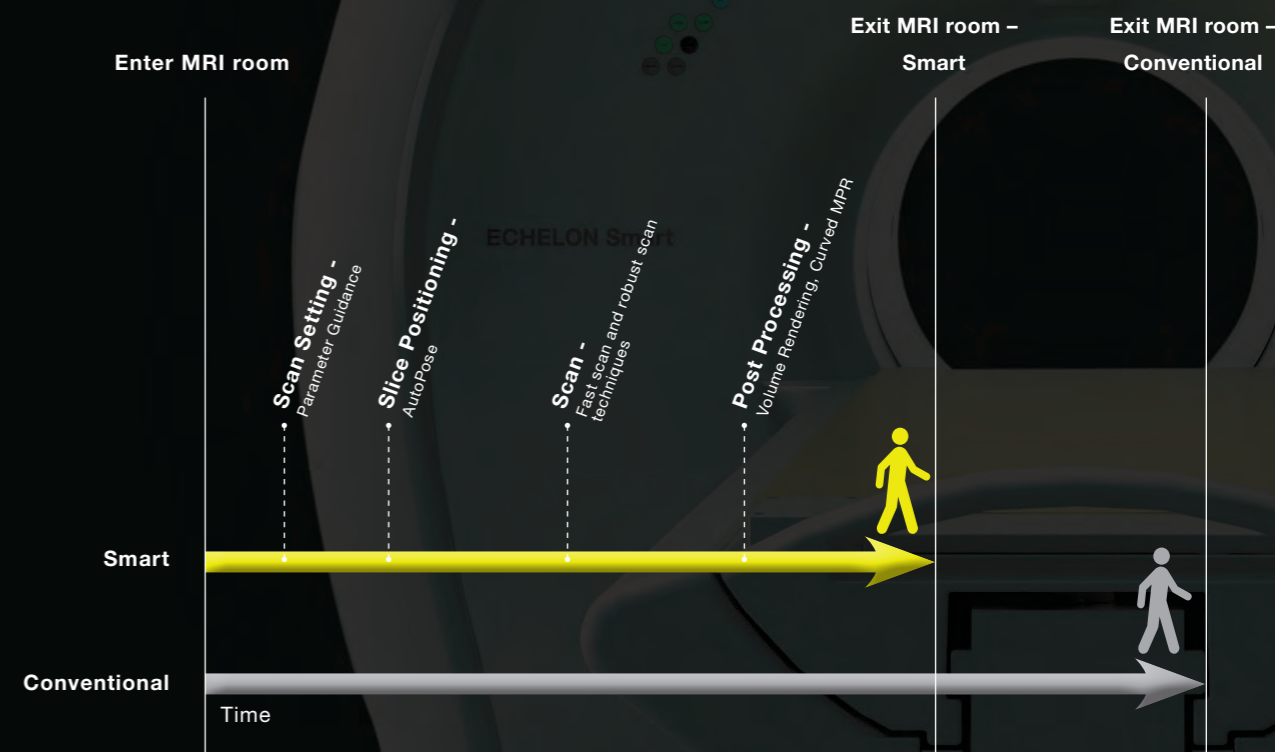 Exit MRI room –
Smart
Exit MRI room –
Conventional
Enter MRI room
ECHELON Smart
Scan Setting -
Parameter Guidance
Slice Positioning -
AutoPose
Scan -
Fast scan and robust scan
techniques
Post Processing -
Volume Rendering, Curved MPR
Smart
Conventional
Time